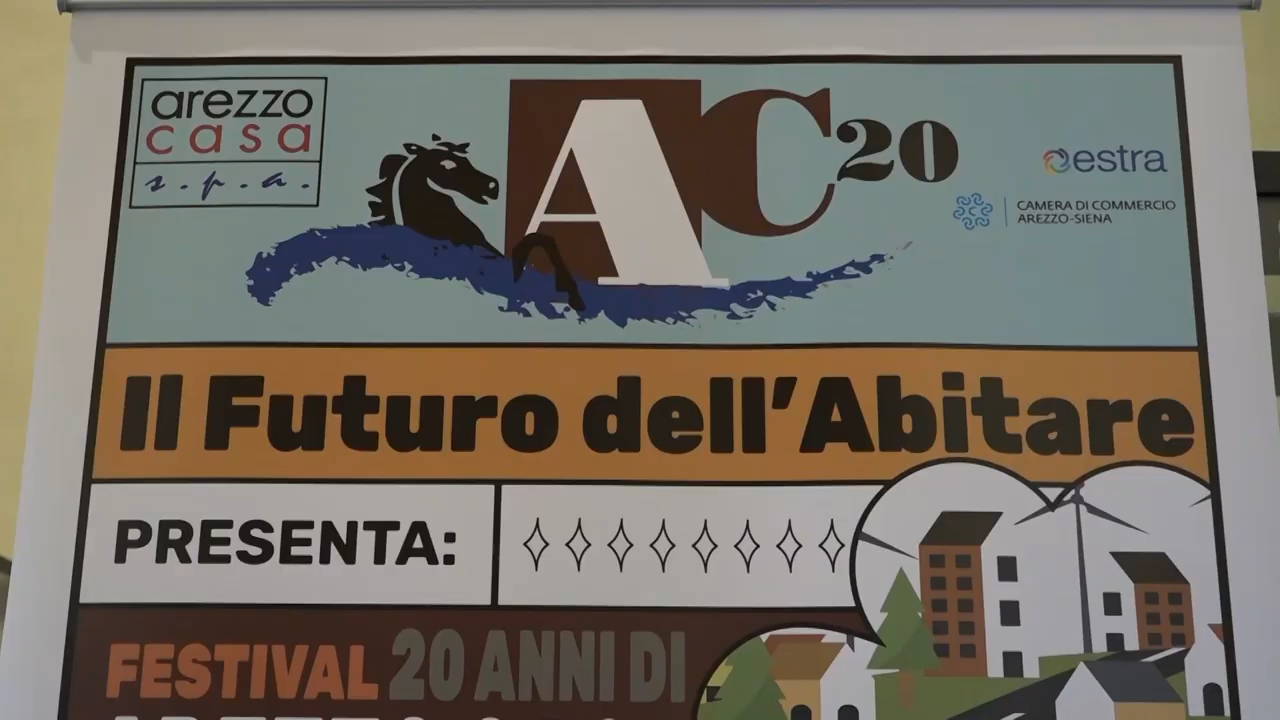 arezzo
casa
s.p.a.
AC20
estra
CAMERA DI COMMERCIO
AREZZO-SIENA
Il Futuro dell'Abitare
PRESENTA:
FESTIVAL 20 ANNI DI